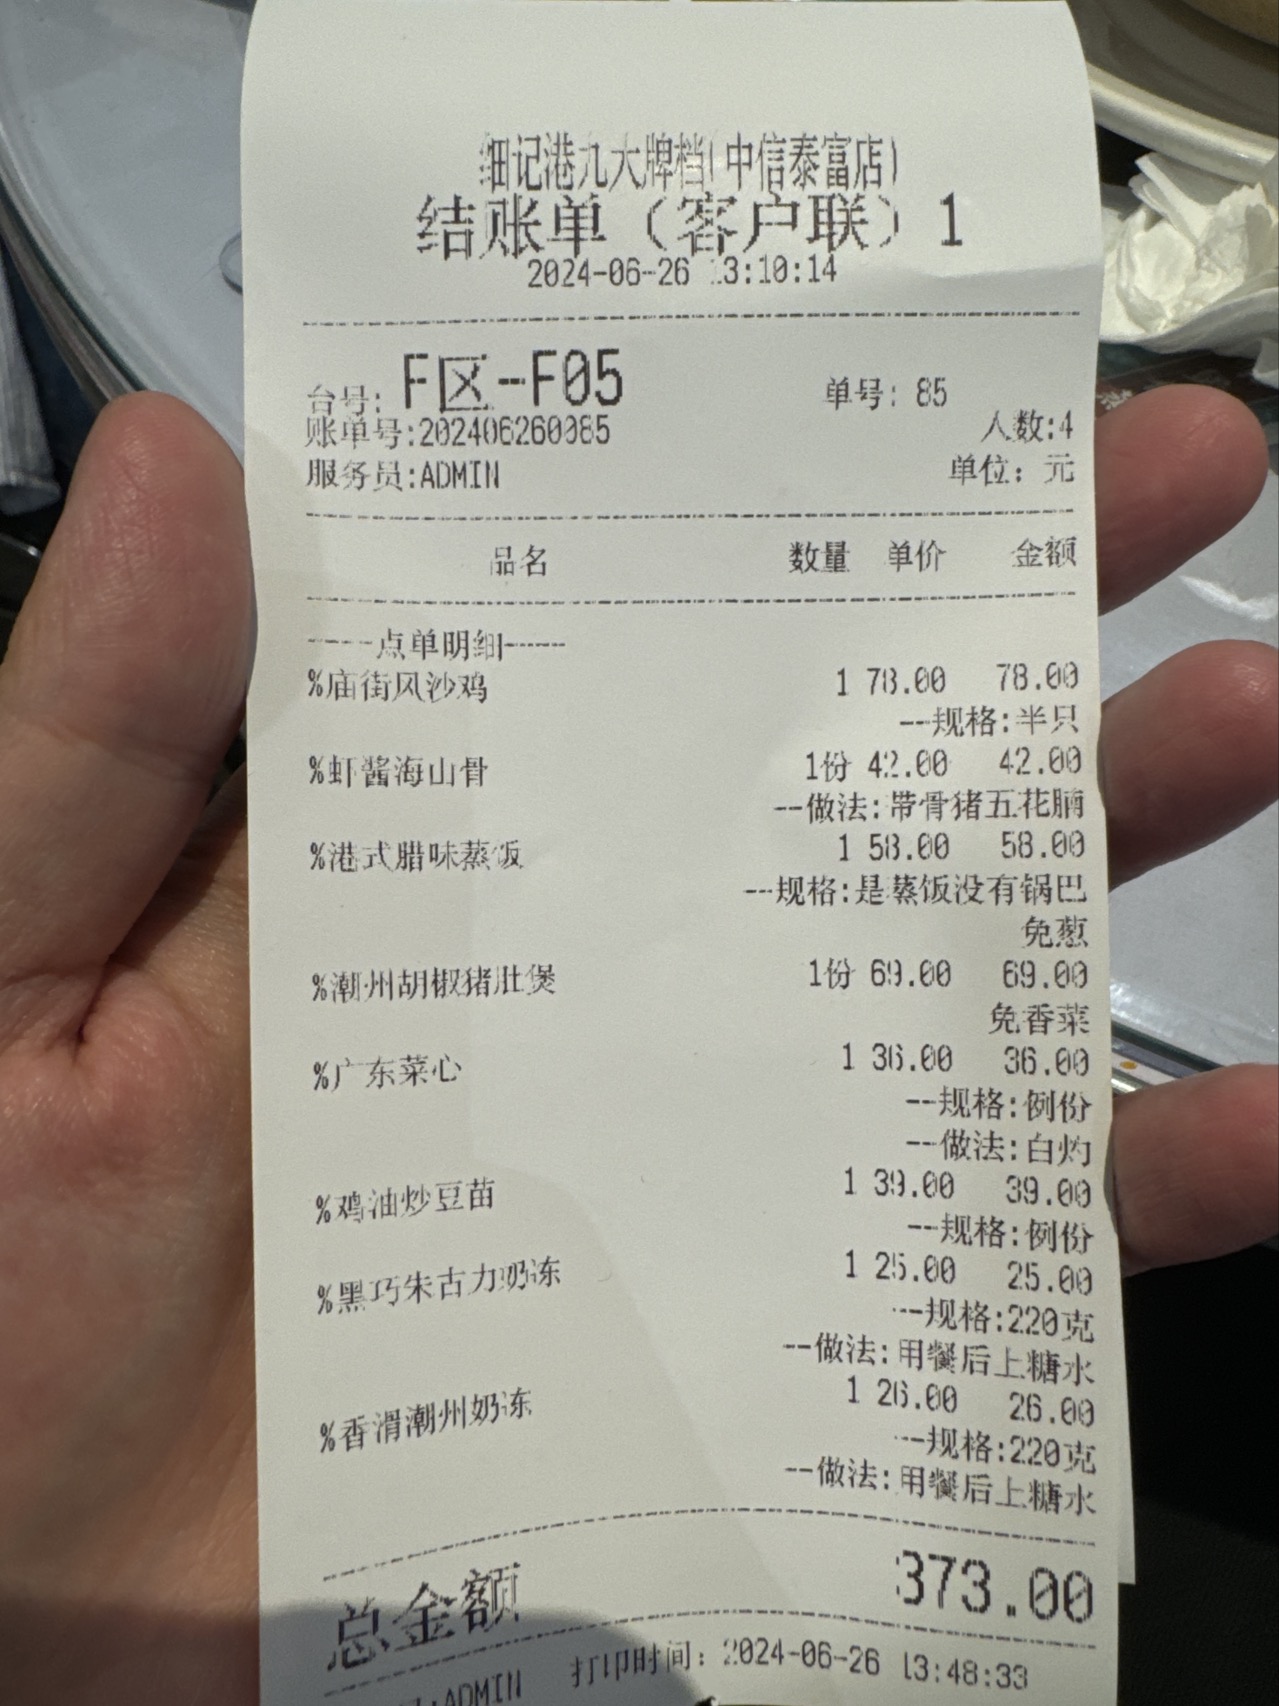 细记港九大牌档(中信泰富店)
结账单（客户联）1
2024-06-26 13:10:14
台号: F区-F05 单号: 85
账单号:202406260085 人数:4
服务员:ADMIN 单位: 元
品名 数量 单价 金额
-----点单明细------
%庙街风沙鸡 1 78.00 78.00
--规格:半只
%虾酱海山骨 1份 42.00 42.00
--做法:带骨猪五花腩
%港式腊味蒸饭 1 58.00 58.00
---规格:是蒸饭没有锅巴
免葱
%潮州胡椒猪肚煲 1份 69.00 69.00
免香菜
%广东菜心 1 36.00 36.00
--规格:例份
--做法:白灼
%鸡油炒豆苗 1 39.00 39.00
--规格:例份
%黑巧朱古力奶冻 1 25.00 25.00
---规格:220克
--做法:用餐后上糖水
%香滑潮州奶冻 1 26.00 26.00
---规格:220克
--做法:用餐后上糖水
总金额 373.00
:ADMIN 打印时间: 2024-06-26 13:48:33